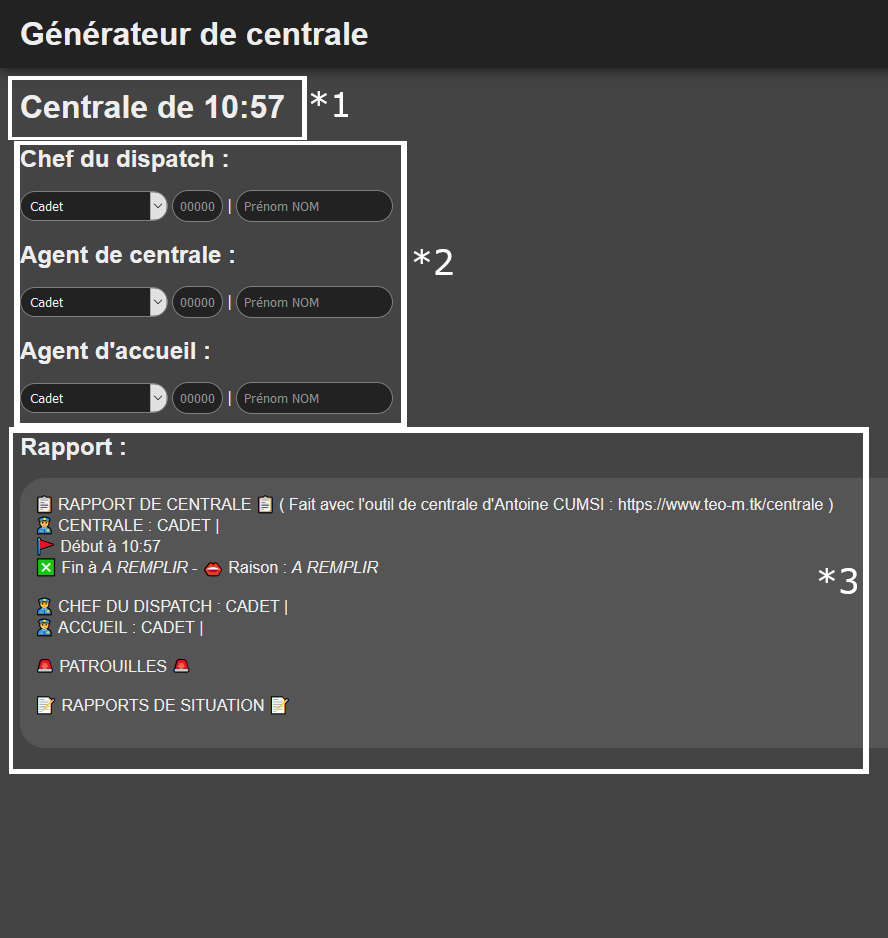 Générateur de centrale
Centrale de 10:57 *1
Chef du dispatch :
Cadet 00000 | Prénom NOM
Agent de centrale : *2
Cadet 00000 | Prénom NOM
Agent d'accueil :
Cadet 00000 | Prénom NOM
Rapport :
📋 RAPPORT DE CENTRALE 📋 ( Fait avec l'outil de centrale d'Antoine CUMSI : https://www.teo-m.tk/centrale )
👮 CENTRALE : CADET |
🚩 Début à 10:57
❎ Fin à A REMPLIR - 👄 Raison : A REMPLIR
*3
👮 CHEF DU DISPATCH : CADET |
👮 ACCUEIL : CADET |
🚨 PATROUILLES 🚨
📝 RAPPORTS DE SITUATION 📝